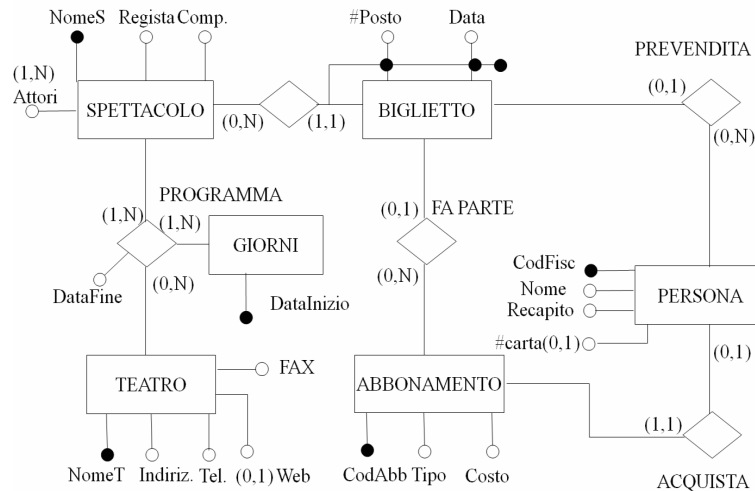 NomeS
Regista
Comp.
#Posto
Data
PREVENDITA
(1,N)
Attori
SPETTACOLO
(0,N)
(1,1)
BIGLIETTO
(0,1)
(0,N)
PROGRAMMA
(1,N)
(1,N)
GIORNI
(0,N)
DataFine
DataInizio
(0,1)
FA PARTE
(0,N)
CodFisc
Nome
Recapito
#carta(0,1)
PERSONA
(0,1)
TEATRO
FAX
ABBONAMENTO
(1,1)
NomeT
Indiriz.
Tel.
(0,1) Web
CodAbb
Tipo
Costo
ACQUISTA